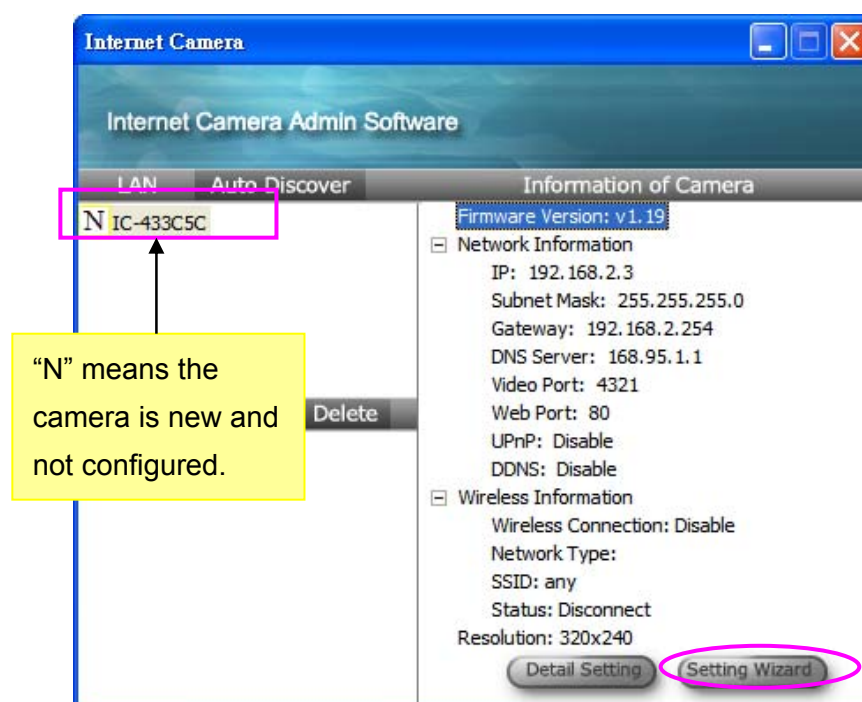 Internet Camera
Internet Camera Admin Software
LAN Auto Discover
Information of Camera
N IC-433C5C
“N” means the
camera is new and
not configured.
Delete
Firmware Version: v1.19
Network Information
IP: 192.168.2.3
Subnet Mask: 255.255.255.0
Gateway: 192.168.2.254
DNS Server: 168.95.1.1
Video Port: 4321
Web Port: 80
UPnP: Disable
DDNS: Disable
Wireless Information
Wireless Connection: Disable
Network Type:
SSID: any
Status: Disconnect
Resolution: 320x240
Detail Setting
Setting Wizard